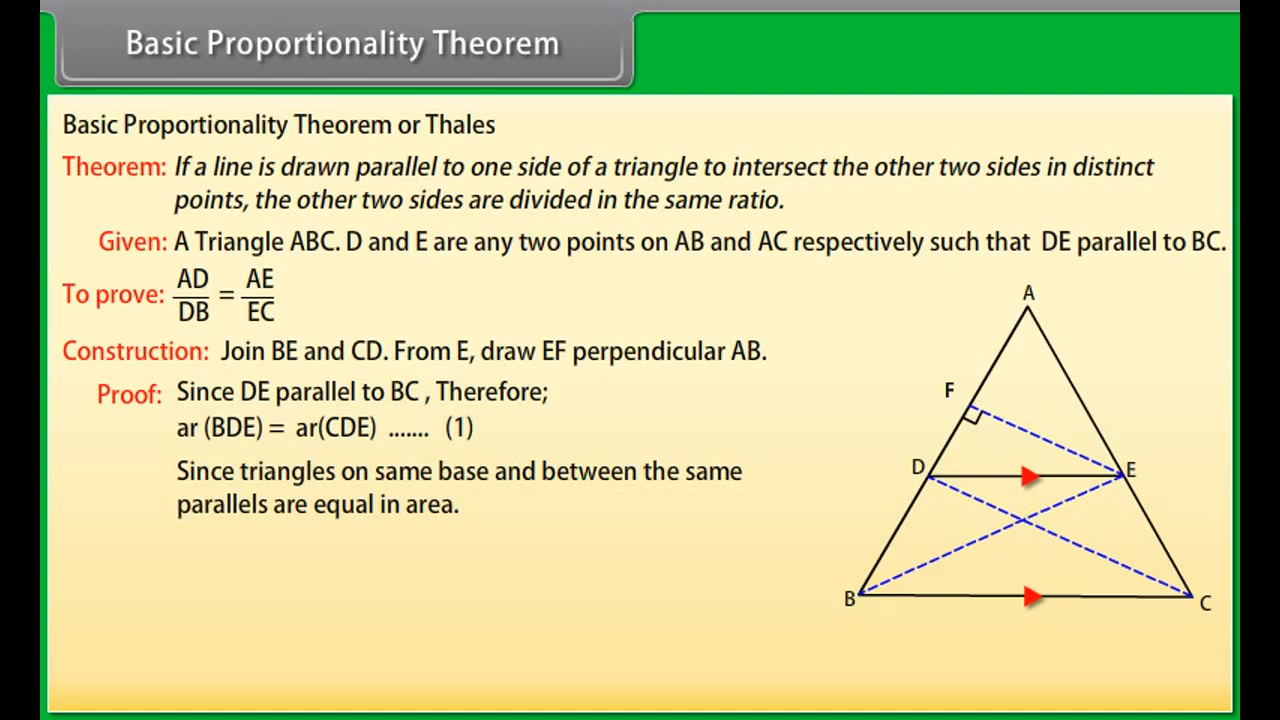 Basic Proportionality Theorem
Basic Proportionality Theorem or Thales
Theorem: If a line is drawn parallel to one side of a triangle to intersect the other two sides in distinct
points, the other two sides are divided in the same ratio.
Given: A Triangle ABC. D and E are any two points on AB and AC respectively such that DE parallel to BC.
To prove: AD/DB = AE/EC
Construction: Join BE and CD. From E, draw EF perpendicular AB.
Proof: Since DE parallel to BC , Therefore;
ar (BDE) = ar(CDE) ....... (1)
Since triangles on same base and between the same
parallels are equal in area.
A
F
D
E
B
C